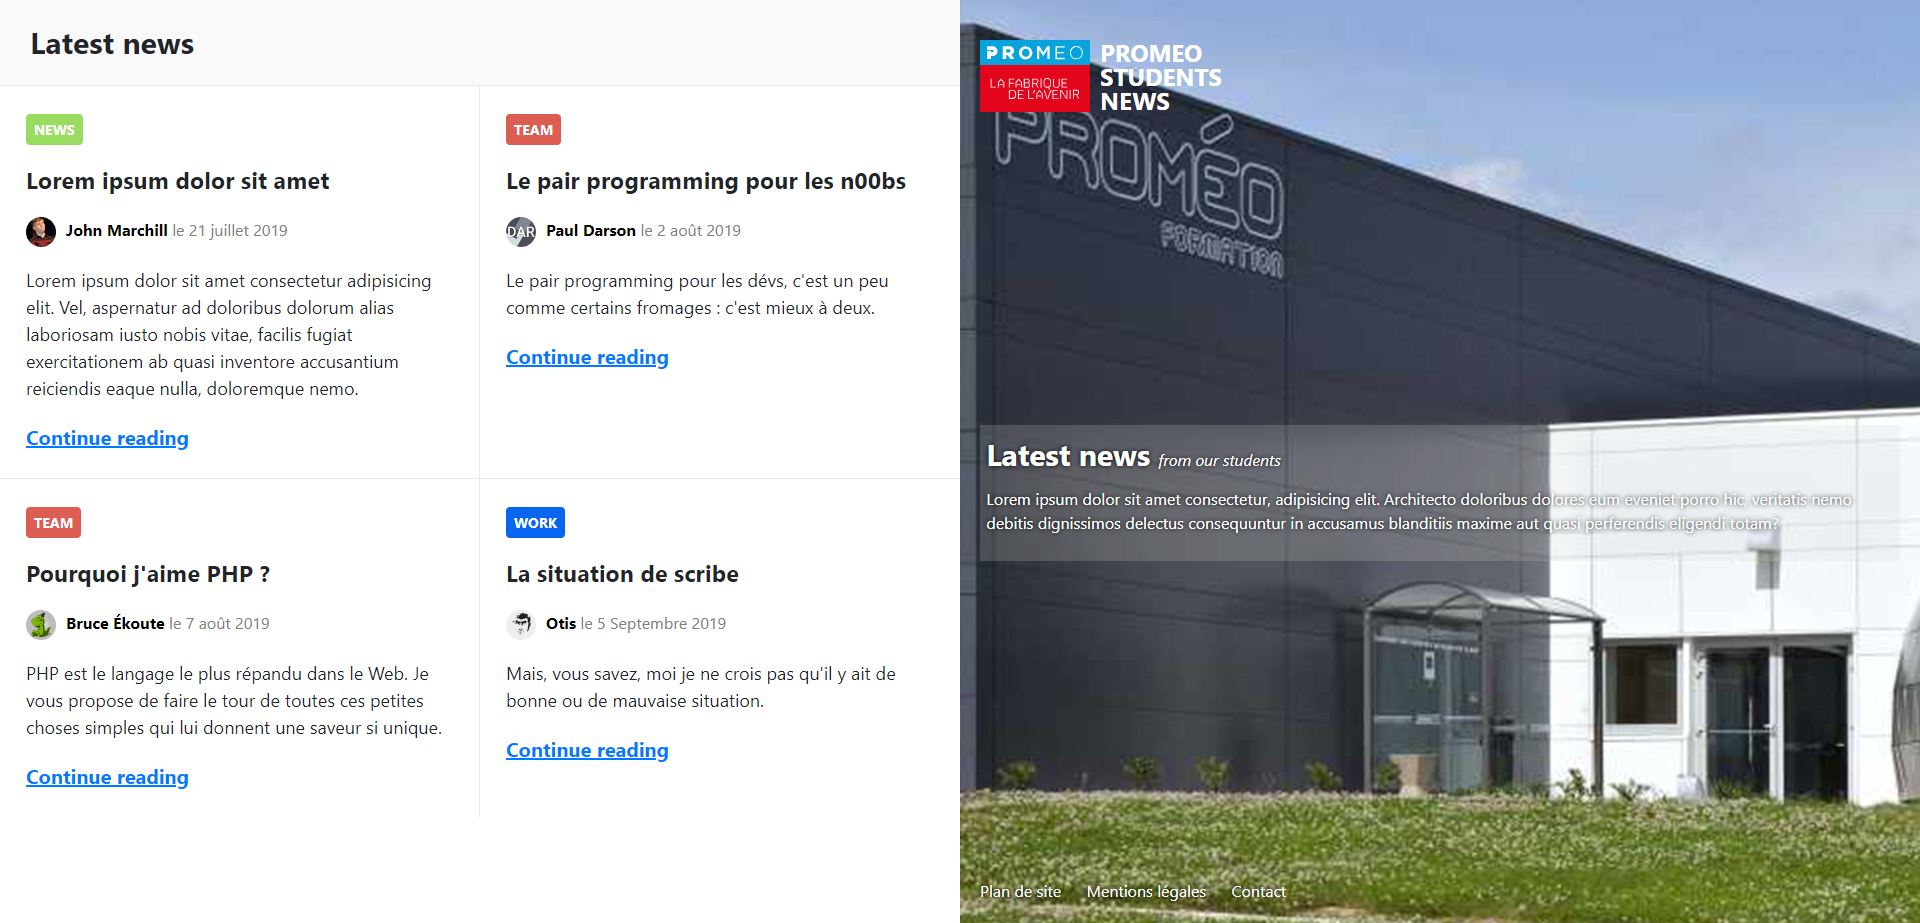 Latest news
NEWS
Lorem ipsum dolor sit amet
John Marchill le 21 juillet 2019
Lorem ipsum dolor sit amet consectetur adipisicing
elit. Vel, aspernatur ad doloribus dolorum alias
laboriosam iusto nobis vitae, facilis fugiat
exercitationem ab quasi inventore accusantium
reiciendis eaque nulla, doloremque nemo.
Continue reading
TEAM
Le pair programming pour les n00bs
DAR
Paul Darson le 2 août 2019
Le pair programming pour les dévs, c'est un peu
comme certains fromages : c'est mieux à deux.
Continue reading
TEAM
Pourquoi j'aime PHP ?
Bruce Ékoute le 7 août 2019
PHP est le langage le plus répandu dans le Web. Je
vous propose de faire le tour de toutes ces petites
choses simples qui lui donnent une saveur si unique.
Continue reading
WORK
La situation de scribe
Otis le 5 Septembre 2019
Mais, vous savez, moi je ne crois pas qu'il y ait de
bonne ou de mauvaise situation.
Continue reading
PROMEO
LA FABRIQUE
DE L'AVENIR
PROMEO
STUDENTS
NEWS
PROMÉO
FORMATION
Latest news from our students
Lorem ipsum dolor sit amet consectetur, adipisicing elit. Architecto doloribus dolores eum eveniet porro hic, veritatis nemo
debitis dignissimos delectus consequuntur in accusamus blanditiis maxime aut quasi perferendis eligendi totam?
Plan de site
Mentions légales
Contact